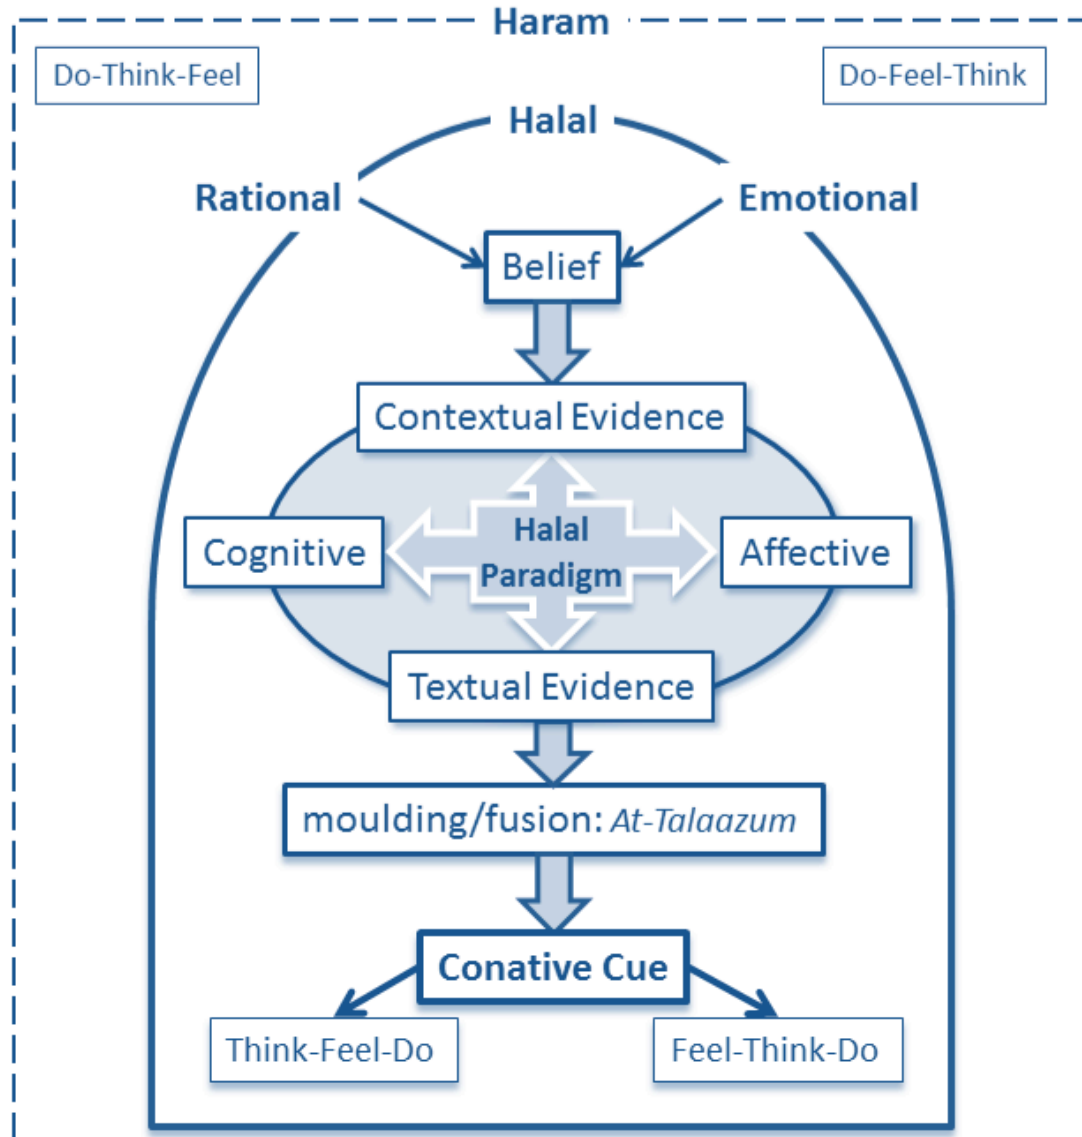 Haram
Do-Think-Feel
Do-Feel-Think
Halal
Rational
Emotional
Belief
Contextual Evidence
Cognitive
Halal
Paradigm
Affective
Textual Evidence
moulding/fusion: At-Talaazum
Conative Cue
Think-Feel-Do
Feel-Think-Do